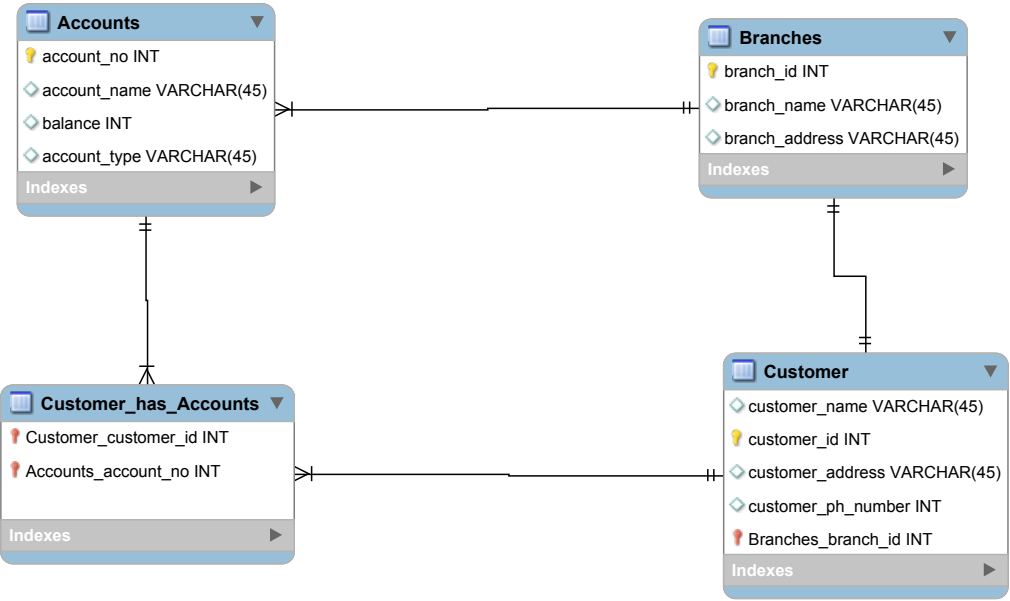 Accounts
account_no INT
account_name VARCHAR(45)
balance INT
account_type VARCHAR(45)
Indexes
Branches
branch_id INT
branch_name VARCHAR(45)
branch_address VARCHAR(45)
Indexes
Customer_has_Accounts
Customer_customer_id INT
Accounts_account_no INT
Indexes
Customer
customer_name VARCHAR(45)
customer_id INT
customer_address VARCHAR(45)
customer_ph_number INT
Branches_branch_id INT
Indexes